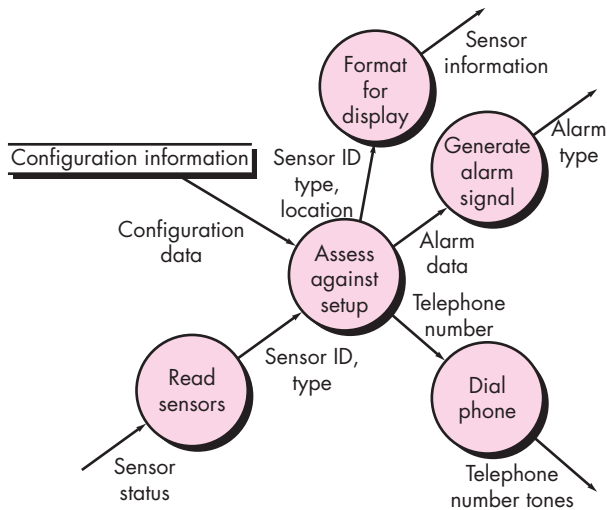 Format
for
display
Sensor
information
Configuration information
Sensor ID
type,
location
Generate
alarm
signal
Alarm
type
Configuration
data
Assess
against
setup
Alarm
data
Telephone
number
Read
sensors
Sensor ID,
type
Dial
phone
Sensor
status
Telephone
number tones